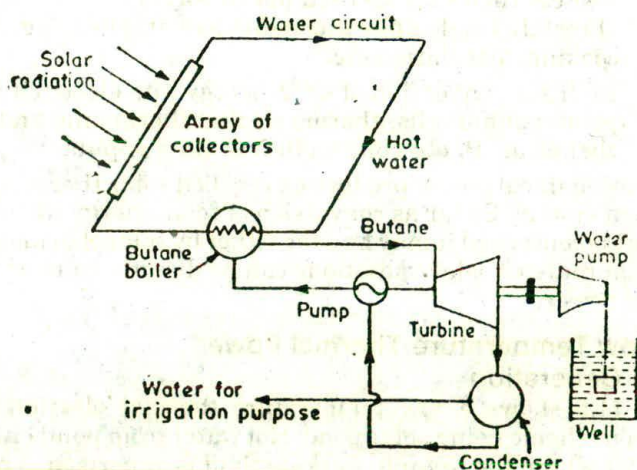 Water circuit
Solar
radiation
Array of
collectors
Hot
water
Butane
boiler
Butane
Water
pump
Pump
Turbine
Water for
irrigation purpose
Well
Condenser